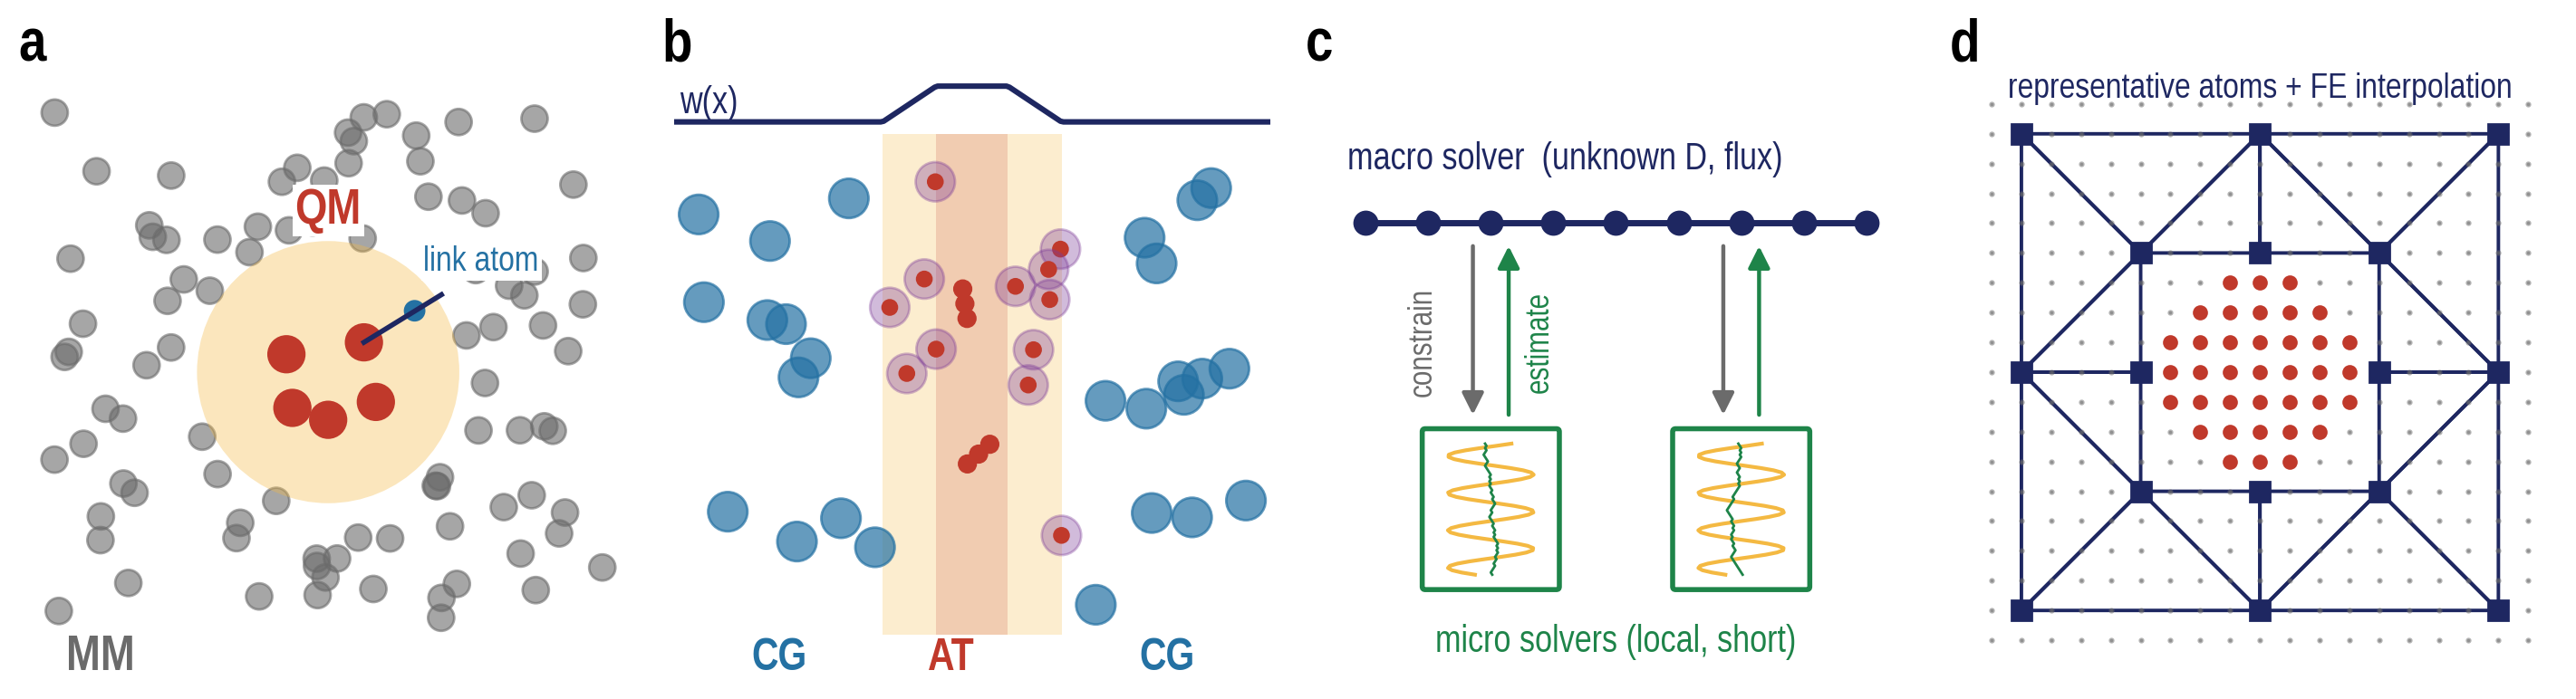 a
QM
link atom
MM
b
w(x)
CG
AT
CG
c
macro solver (unknown D, flux)
constrain
estimate
micro solvers (local, short)
d
representative atoms + FE interpolation